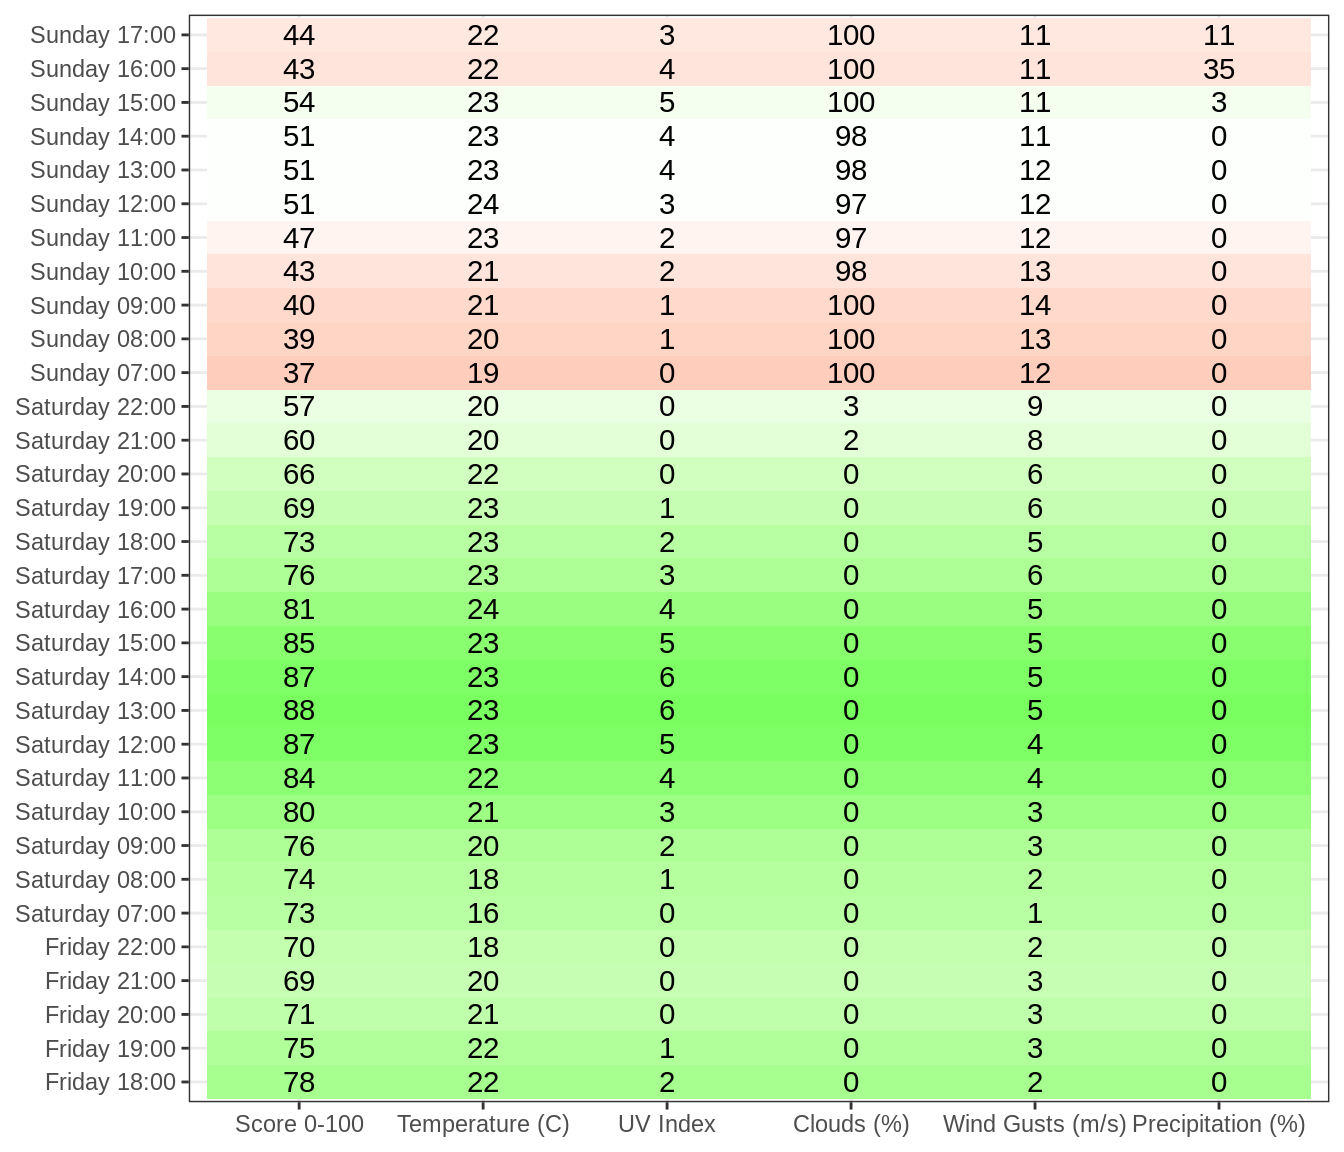 Sunday 17:00 44 22 3 100 11 11
Sunday 16:00 43 22 4 100 11 35
Sunday 15:00 54 23 5 100 11 3
Sunday 14:00 51 23 4 98 11 0
Sunday 13:00 51 23 4 98 12 0
Sunday 12:00 51 24 3 97 12 0
Sunday 11:00 47 23 2 97 12 0
Sunday 10:00 43 21 2 98 13 0
Sunday 09:00 40 21 1 100 14 0
Sunday 08:00 39 20 1 100 13 0
Sunday 07:00 37 19 0 100 12 0
Saturday 22:00 57 20 0 3 9 0
Saturday 21:00 60 20 0 2 8 0
Saturday 20:00 66 22 0 0 6 0
Saturday 19:00 69 23 1 0 6 0
Saturday 18:00 73 23 2 0 5 0
Saturday 17:00 76 23 3 0 6 0
Saturday 16:00 81 24 4 0 5 0
Saturday 15:00 85 23 5 0 5 0
Saturday 14:00 87 23 6 0 5 0
Saturday 13:00 88 23 6 0 5 0
Saturday 12:00 87 23 5 0 4 0
Saturday 11:00 84 22 4 0 4 0
Saturday 10:00 80 21 3 0 3 0
Saturday 09:00 76 20 2 0 3 0
Saturday 08:00 74 18 1 0 2 0
Saturday 07:00 73 16 0 0 1 0
Friday 22:00 70 18 0 0 2 0
Friday 21:00 69 20 0 0 3 0
Friday 20:00 71 21 0 0 3 0
Friday 19:00 75 22 1 0 3 0
Friday 18:00 78 22 2 0 2 0
Score 0-100 Temperature (C) UV Index Clouds (%) Wind Gusts (m/s) Precipitation (%)